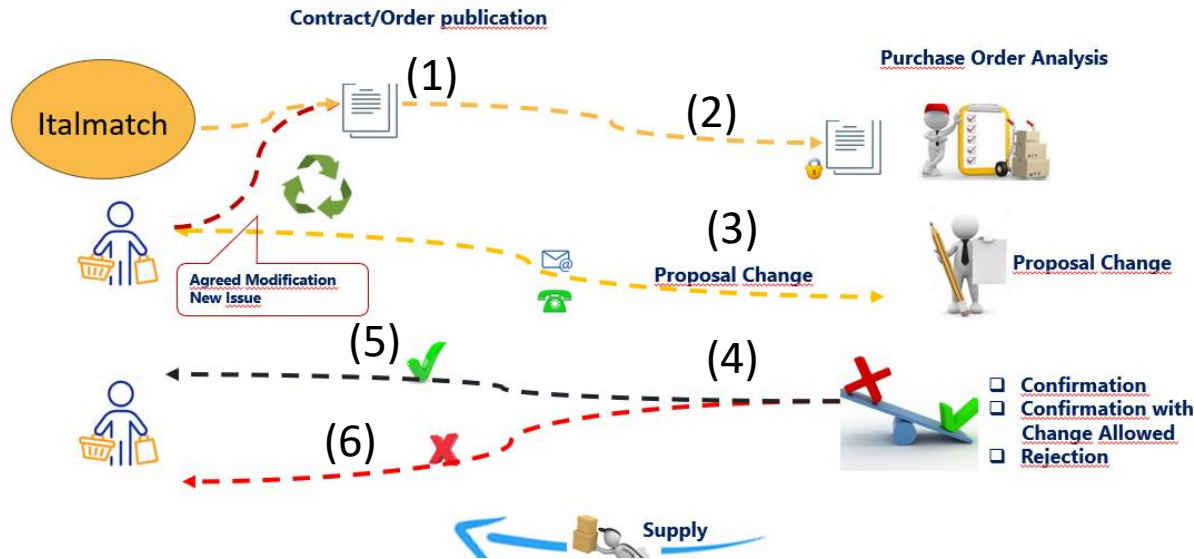 Contract/Order publication
(1)
Purchase Order Analysis
Italmatch
(2)
(3)
Agreed Modification
New Issue
Proposal Change
Proposal Change
(5)
(4)
Confirmation
Confirmation with
Change Allowed
Rejection
(6)
Supply